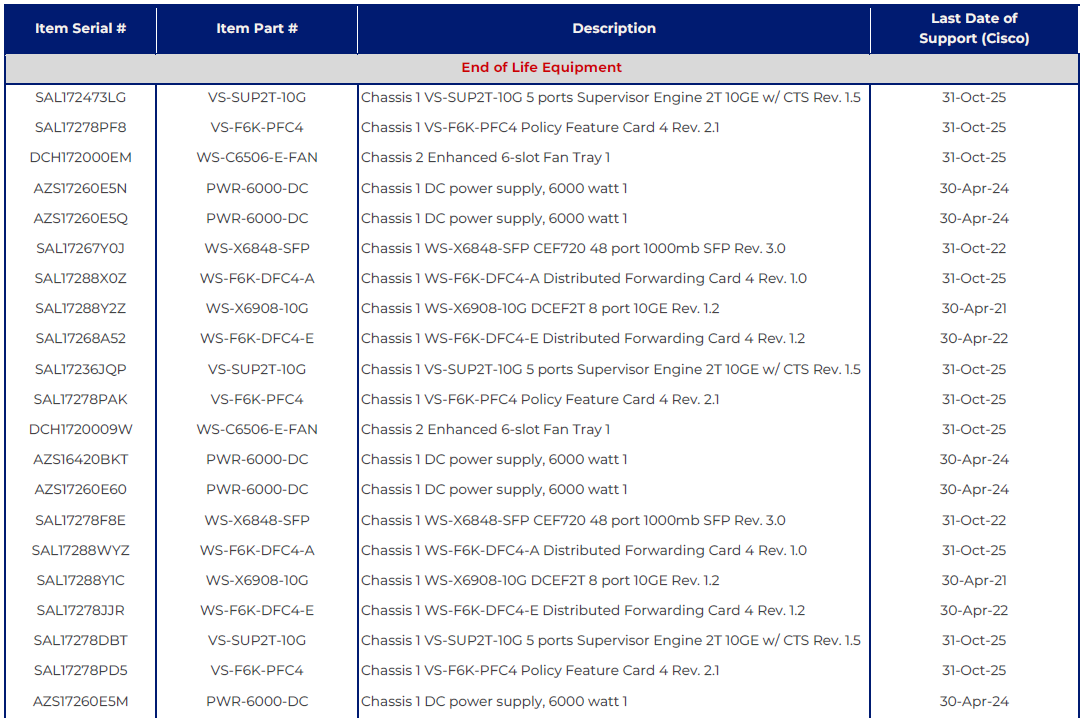 Item Serial # Item Part # Description Last Date of Support (Cisco)
End of Life Equipment
SAL172473LG VS-SUP2T-10G Chassis 1 VS-SUP2T-10G 5 ports Supervisor Engine 2T 10GE w/ CTS Rev. 1.5 31-Oct-25
SAL17278PF8 VS-F6K-PFC4 Chassis 1 VS-F6K-PFC4 Policy Feature Card 4 Rev. 2.1 31-Oct-25
DCH172000EM WS-C6506-E-FAN Chassis 2 Enhanced 6-slot Fan Tray 1 31-Oct-25
AZS17260E5N PWR-6000-DC Chassis 1 DC power supply, 6000 watt 1 30-Apr-24
AZS17260E5Q PWR-6000-DC Chassis 1 DC power supply, 6000 watt 1 30-Apr-24
SAL17267Y0J WS-X6848-SFP Chassis 1 WS-X6848-SFP CEF720 48 port 1000mb SFP Rev. 3.0 31-Oct-22
SAL17288X0Z WS-F6K-DFC4-A Chassis 1 WS-F6K-DFC4-A Distributed Forwarding Card 4 Rev. 1.0 31-Oct-25
SAL17288Y2Z WS-X6908-10G Chassis 1 WS-X6908-10G DCEF2T 8 port 10GE Rev. 1.2 30-Apr-21
SAL17268A52 WS-F6K-DFC4-E Chassis 1 WS-F6K-DFC4-E Distributed Forwarding Card 4 Rev. 1.2 30-Apr-22
SAL17236JQP VS-SUP2T-10G Chassis 1 VS-SUP2T-10G 5 ports Supervisor Engine 2T 10GE w/ CTS Rev. 1.5 31-Oct-25
SAL17278PAK VS-F6K-PFC4 Chassis 1 VS-F6K-PFC4 Policy Feature Card 4 Rev. 2.1 31-Oct-25
DCH1720009W WS-C6506-E-FAN Chassis 2 Enhanced 6-slot Fan Tray 1 31-Oct-25
AZS16420BKT PWR-6000-DC Chassis 1 DC power supply, 6000 watt 1 30-Apr-24
AZS17260E60 PWR-6000-DC Chassis 1 DC power supply, 6000 watt 1 30-Apr-24
SAL17278F8E WS-X6848-SFP Chassis 1 WS-X6848-SFP CEF720 48 port 1000mb SFP Rev. 3.0 31-Oct-22
SAL17288WYZ WS-F6K-DFC4-A Chassis 1 WS-F6K-DFC4-A Distributed Forwarding Card 4 Rev. 1.0 31-Oct-25
SAL17288Y1C WS-X6908-10G Chassis 1 WS-X6908-10G DCEF2T 8 port 10GE Rev. 1.2 30-Apr-21
SAL17278JJR WS-F6K-DFC4-E Chassis 1 WS-F6K-DFC4-E Distributed Forwarding Card 4 Rev. 1.2 30-Apr-22
SAL17278DBT VS-SUP2T-10G Chassis 1 VS-SUP2T-10G 5 ports Supervisor Engine 2T 10GE w/ CTS Rev. 1.5 31-Oct-25
SAL17278PD5 VS-F6K-PFC4 Chassis 1 VS-F6K-PFC4 Policy Feature Card 4 Rev. 2.1 31-Oct-25
AZS17260E5M PWR-6000-DC Chassis 1 DC power supply, 6000 watt 1 30-Apr-24